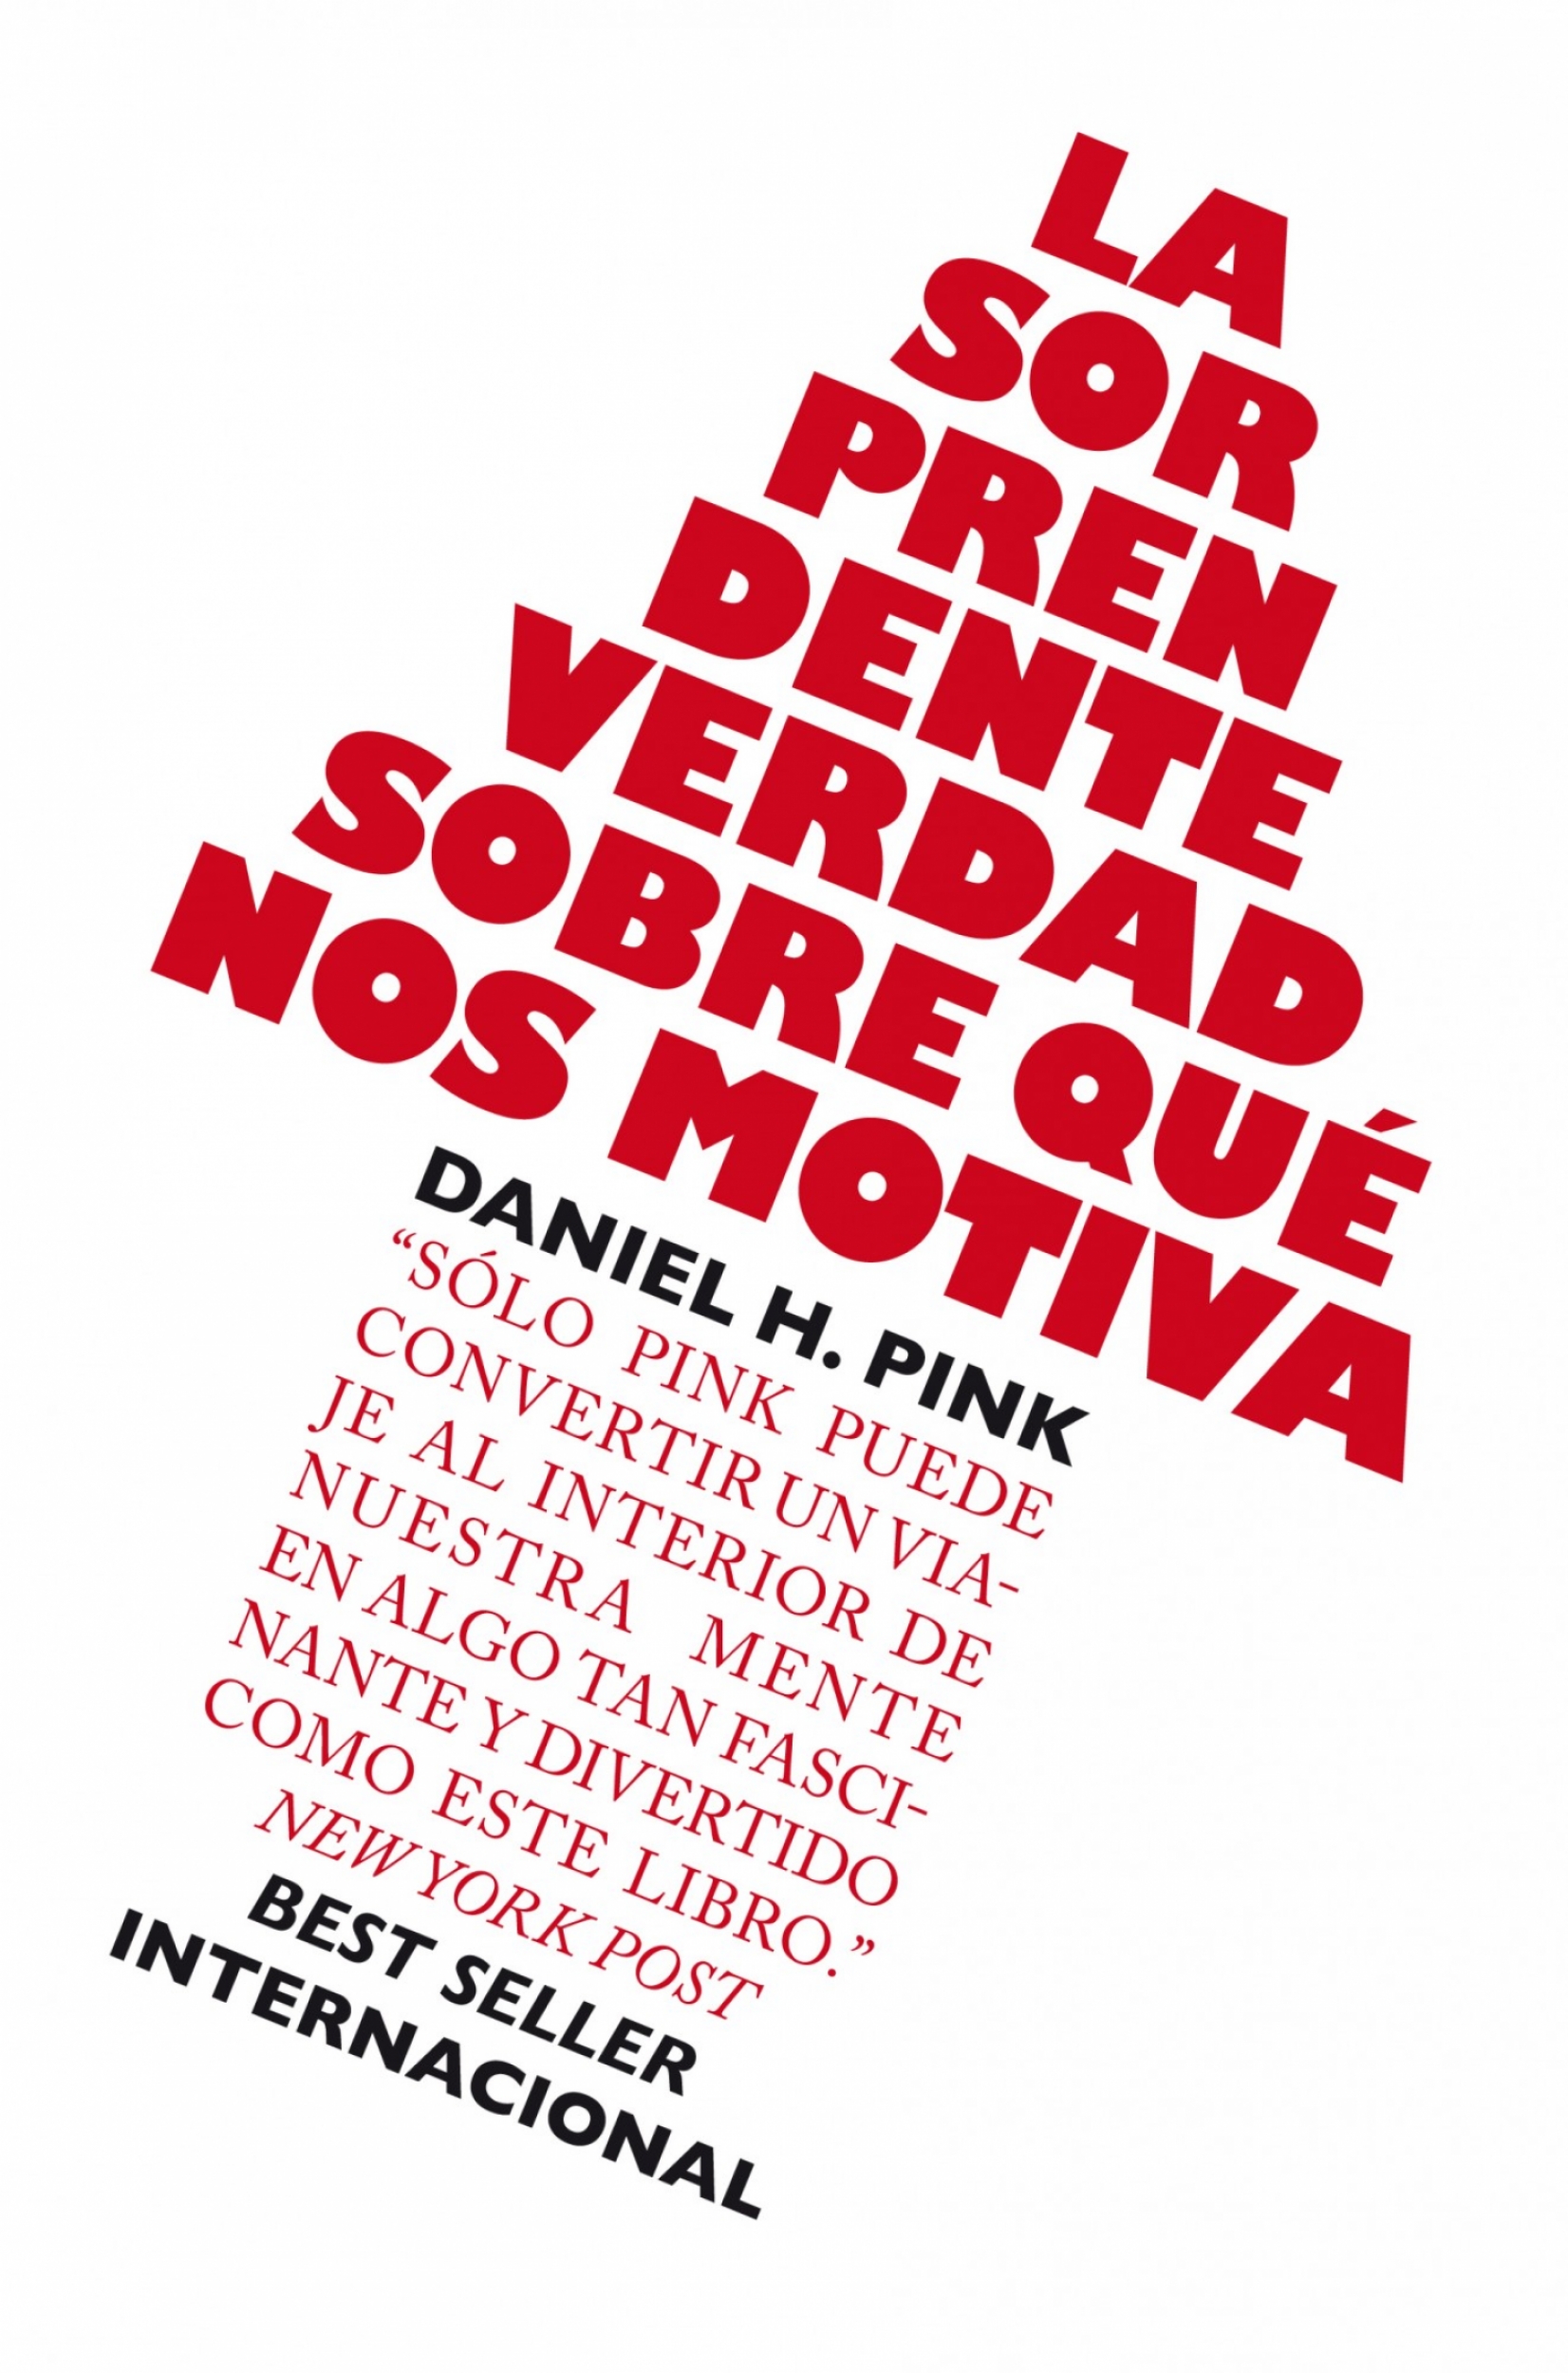 LA
SOR
PREN
DENTE
VERDAD
SOBRE QUÉ
NOS MOTIVA
DANIEL H. PINK
“SÓLO PINK PUEDE
CONVERTIR UN VIA-
JE AL INTERIOR DE
NUESTRA MENTE
EN ALGO TAN FASCI-
NANTE Y DIVERTIDO
COMO ESTE LIBRO.”
NEW YORK POST
BEST SELLER
INTERNACIONAL